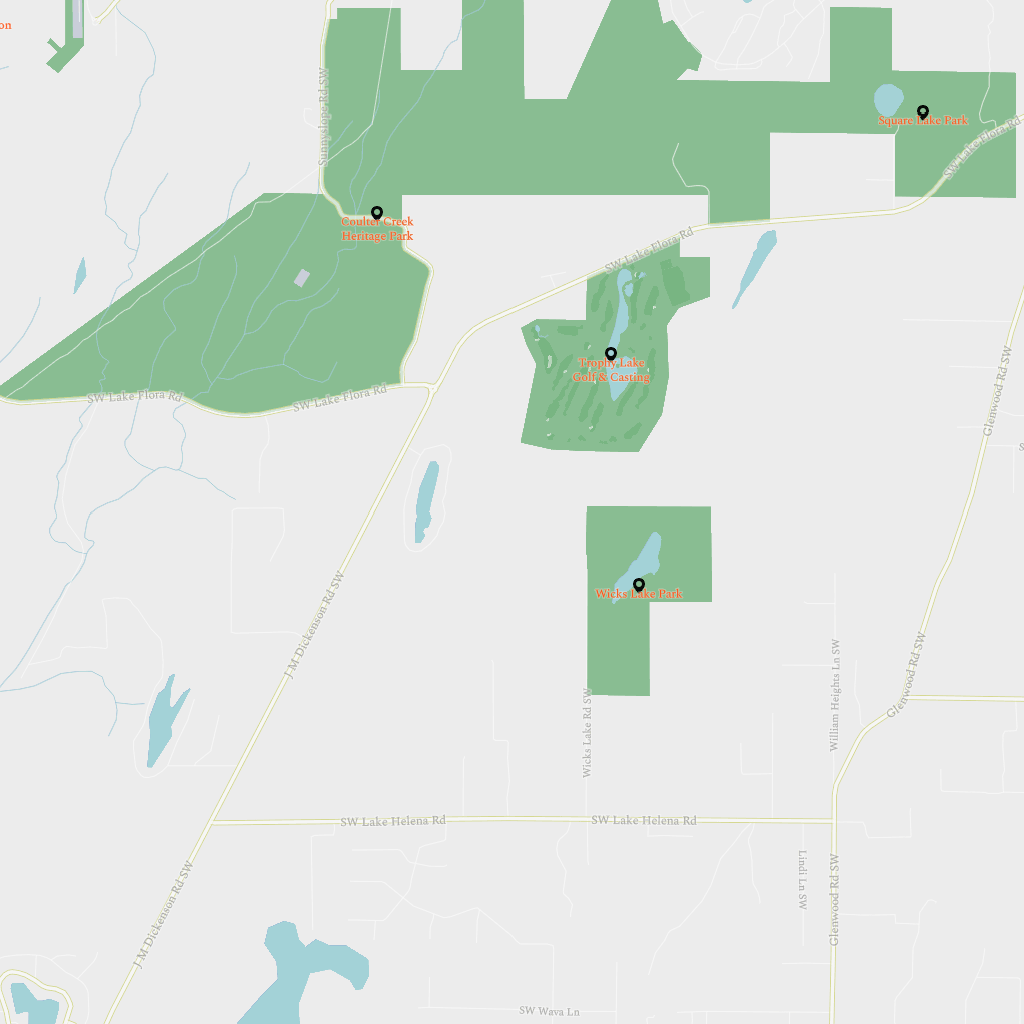 on
Sunnyslope Rd SW
Square Lake Park
SW Lake Flora Rd
Coulter Creek
Heritage Park
SW Lake Flora Rd
Trophy Lake
Golf & Casting
SW Lake Flora Rd
SW Lake Flora Rd
Glenwood Rd SW
S
Wicks Lake Park
J M Dickenson Rd SW
Wicks Lake Rd SW
William Heights Ln SW
Glenwood Rd SW
SW Lake Helena Rd
SW Lake Helena Rd
Lindi Ln SW
Glenwood Rd SW
J M Dickenson Rd SW
SW Wava Ln